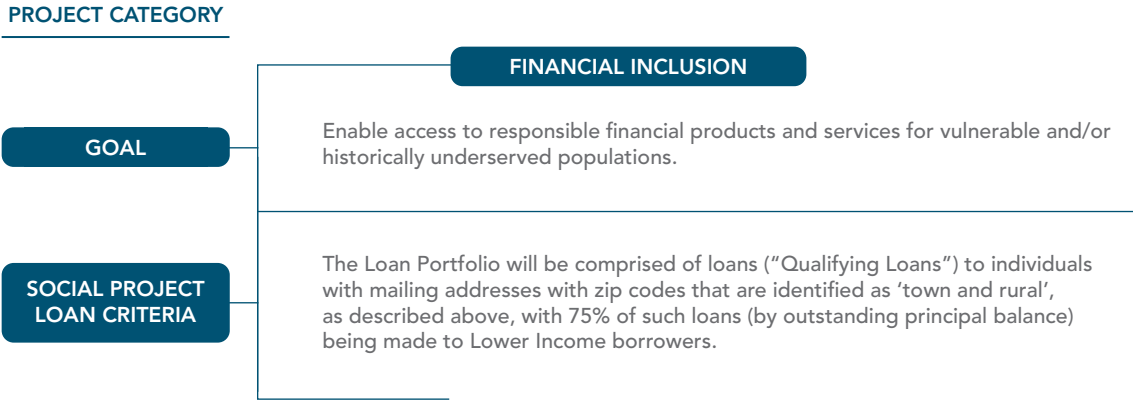 PROJECT CATEGORY
FINANCIAL INCLUSION
GOAL
Enable access to responsible financial products and services for vulnerable and/or
historically underserved populations.
SOCIAL PROJECT
LOAN CRITERIA
The Loan Portfolio will be comprised of loans (“Qualifying Loans”) to individuals
with mailing addresses with zip codes that are identified as ‘town and rural’,
as described above, with 75% of such loans (by outstanding principal balance)
being made to Lower Income borrowers.